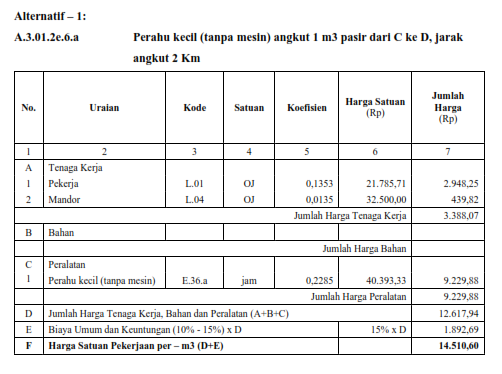 Alternatif – 1:
A.3.01.2e.6.a Perahu kecil (tanpa mesin) angkut 1 m3 pasir dari C ke D, jarak
angkut 2 Km
No. Uraian Kode Satuan Koefisien Harga Satuan (Rp) Jumlah Harga (Rp)
1 2 3 4 5 6 7
A Tenaga Kerja
1 Pekerja L.01 OJ 0,1353 21.785,71 2.948,25
2 Mandor L.04 OJ 0,0135 32.500,00 439,82
Jumlah Harga Tenaga Kerja 3.388,07
B Bahan
Jumlah Harga Bahan
C Peralatan
1 Perahu kecil (tanpa mesin) E.36.a jam 0,2285 40.393,33 9.229,88
Jumlah Harga Peralatan 9.229,88
D Jumlah Harga Tenaga Kerja, Bahan dan Peralatan (A+B+C) 12.617,94
E Biaya Umum dan Keuntungan (10% - 15%) x D 15% x D 1.892,69
F Harga Satuan Pekerjaan per – m3 (D+E) 14.510,60